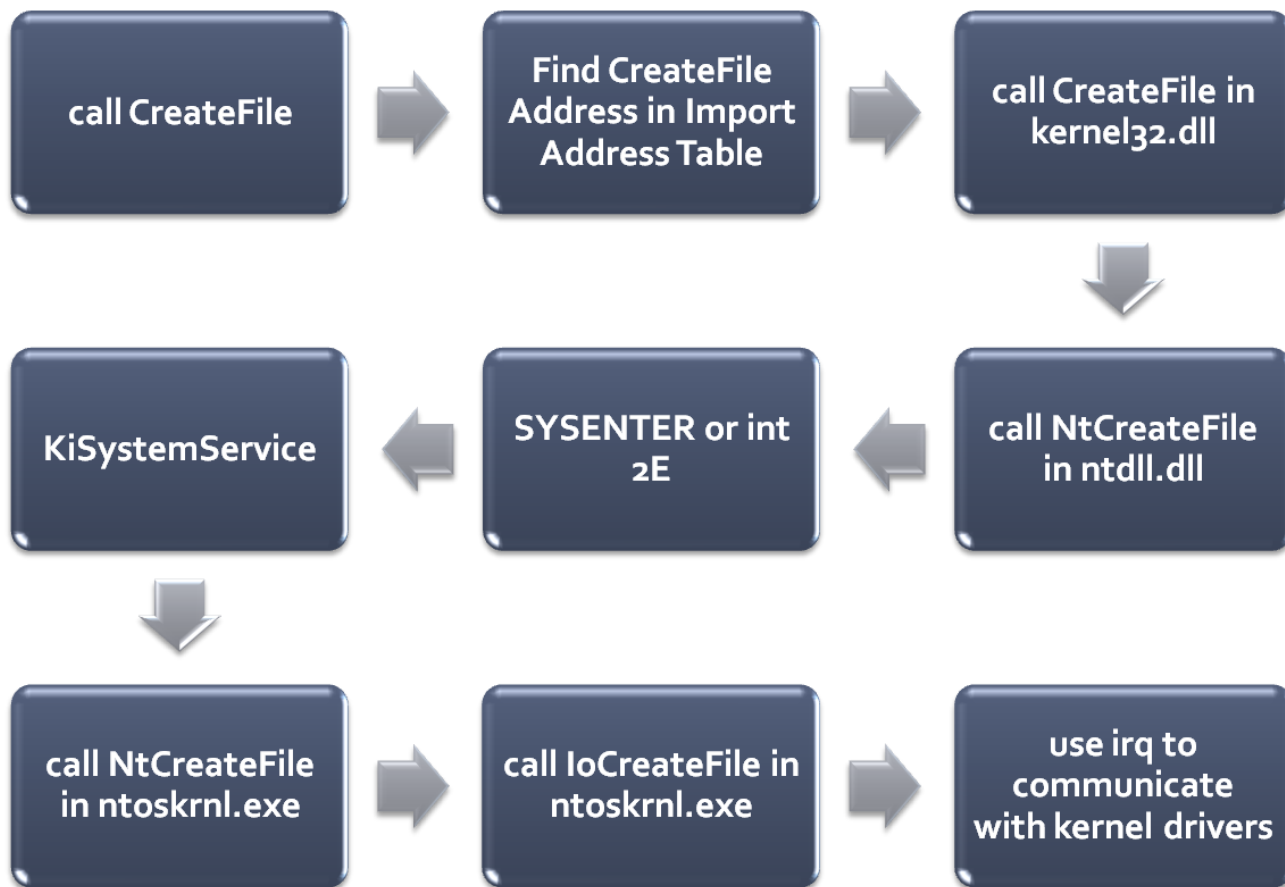 call CreateFile
Find CreateFile
Address in Import
Address Table
call CreateFile in
kernel32.dll
call NtCreateFile
in ntdll.dll
SYSENTER or int
2E
KiSystemService
call NtCreateFile
in ntoskrnl.exe
call IoCreateFile in
ntoskrnl.exe
use irq to
communicate
with kernel drivers